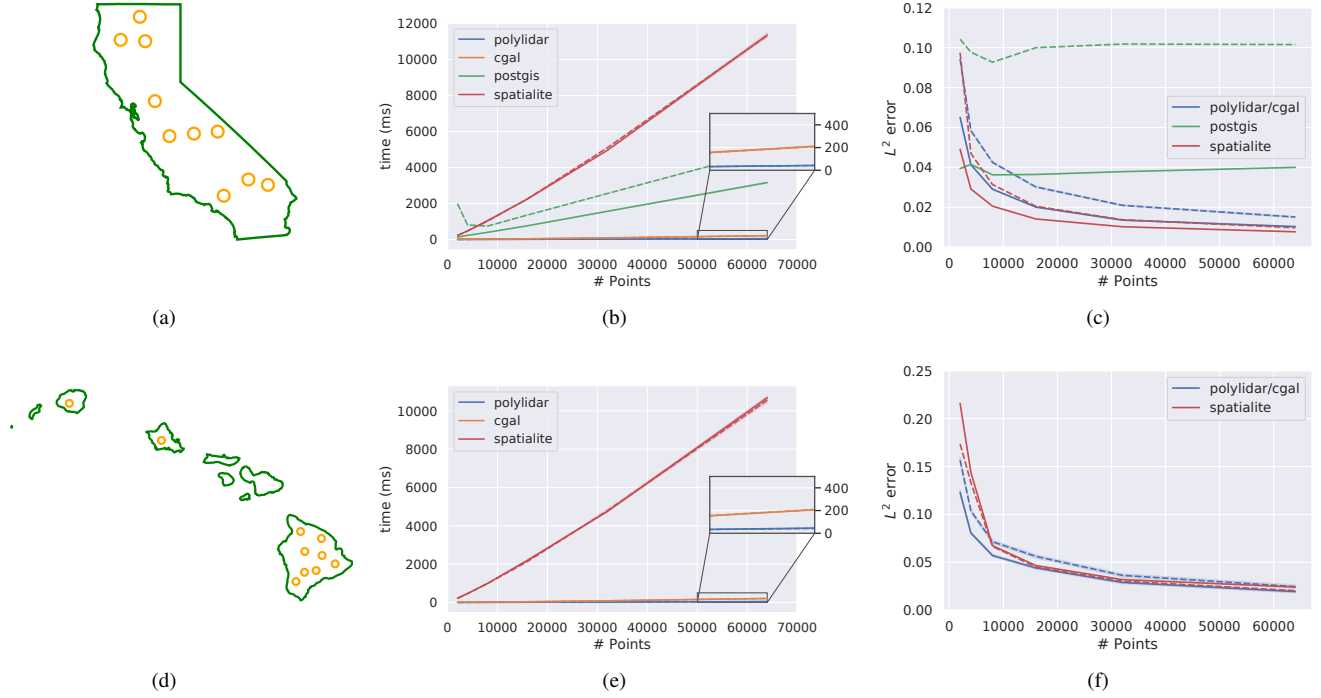 12000
10000
8000
6000
4000
2000
0
time (ms)
polylidar
cgal
postgis
spatialite
400
200
0
0 10000 20000 30000 40000 50000 60000 70000
# Points
0.12
0.10
0.08
0.06
0.04
0.02
0.00
L² error
polylidar/cgal
postgis
spatialite
0 10000 20000 30000 40000 50000 60000
# Points
(a) (b) (c)
10000
8000
6000
4000
2000
0
time (ms)
polylidar
cgal
spatialite
400
200
0
0 10000 20000 30000 40000 50000 60000 70000
# Points
0.25
0.20
0.15
0.10
0.05
0.00
L² error
polylidar/cgal
spatialite
0 10000 20000 30000 40000 50000 60000
# Points
(d) (e) (f)